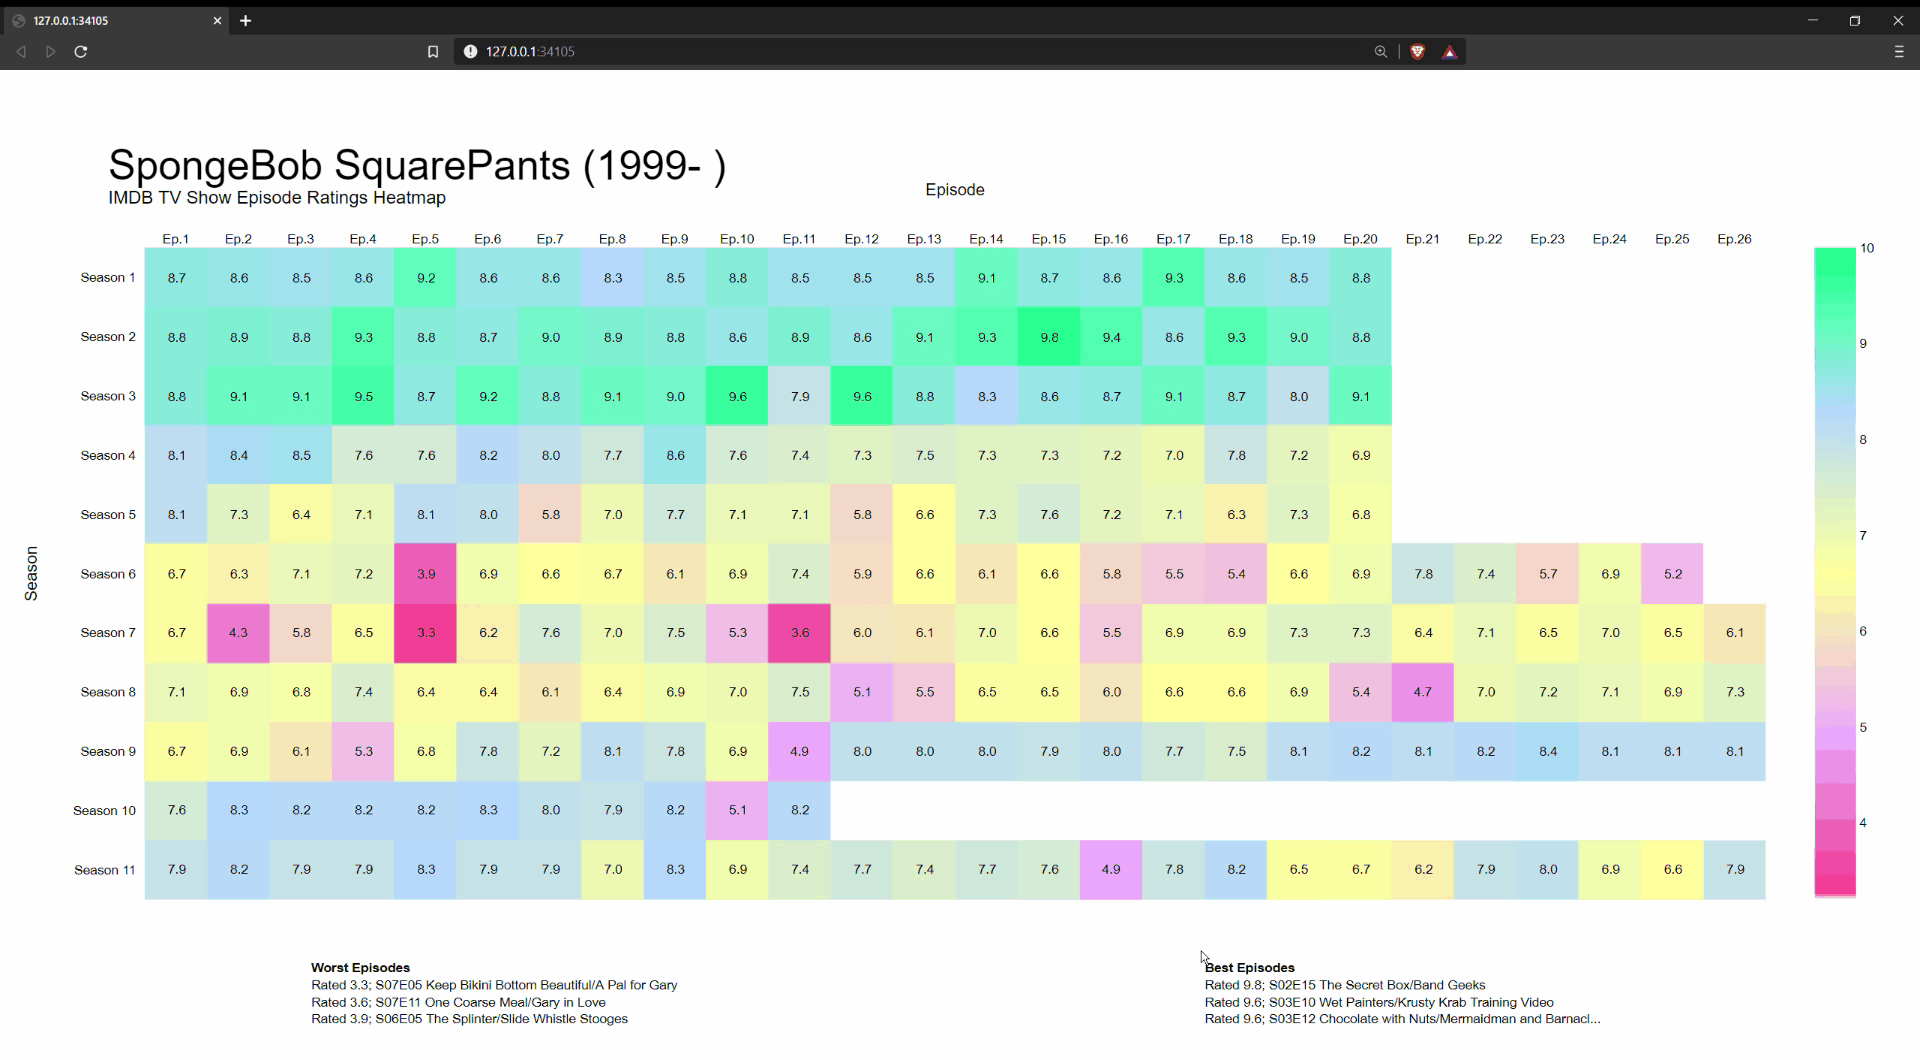 127.0.0.1:34105
127.0.0.1:34105
SpongeBob SquarePants (1999- )
IMDB TV Show Episode Ratings Heatmap
Episode
Ep.1 Ep.2 Ep.3 Ep.4 Ep.5 Ep.6 Ep.7 Ep.8 Ep.9 Ep.10 Ep.11 Ep.12 Ep.13 Ep.14 Ep.15 Ep.16 Ep.17 Ep.18 Ep.19 Ep.20 Ep.21 Ep.22 Ep.23 Ep.24 Ep.25 Ep.26
Season 1 8.7 8.6 8.5 8.6 9.2 8.6 8.6 8.3 8.5 8.8 8.5 8.5 8.5 9.1 8.7 8.6 9.3 8.6 8.5 8.8
Season 2 8.8 8.9 8.8 9.3 8.8 8.7 9.0 8.9 8.8 8.6 8.9 8.6 9.1 9.3 9.8 9.4 8.6 9.3 9.0 8.8
Season 3 8.8 9.1 9.1 9.5 8.7 9.2 8.8 9.1 9.0 9.6 7.9 9.6 8.8 8.3 8.6 8.7 9.1 8.7 8.0 9.1
Season 4 8.1 8.4 8.5 7.6 7.6 8.2 8.0 7.7 8.6 7.6 7.4 7.3 7.5 7.3 7.3 7.2 7.0 7.8 7.2 6.9
Season 5 8.1 7.3 6.4 7.1 8.1 8.0 5.8 7.0 7.7 7.1 7.1 5.8 6.6 7.3 7.6 7.2 7.1 6.3 7.3 6.8
Season 6 6.7 6.3 7.1 7.2 3.9 6.9 6.6 6.7 6.1 6.9 7.4 5.9 6.6 6.1 6.6 5.8 5.5 5.4 6.6 6.9 7.8 7.4 5.7 6.9 5.2
Season 7 6.7 4.3 5.8 6.5 3.3 6.2 7.6 7.0 7.5 5.3 3.6 6.0 6.1 7.0 6.6 5.5 6.9 6.9 7.3 7.3 6.4 7.1 6.5 7.0 6.5 6.1
Season 8 7.1 6.9 6.8 7.4 6.4 6.4 6.1 6.4 6.9 7.0 7.5 5.1 5.5 6.5 6.5 6.0 6.6 6.6 6.9 5.4 4.7 7.0 7.2 7.1 6.9 7.3
Season 9 6.7 6.9 6.1 5.3 6.8 7.8 7.2 8.1 7.8 6.9 4.9 8.0 8.0 8.0 7.9 8.0 7.7 7.5 8.1 8.2 8.1 8.2 8.4 8.1 8.1 8.1
Season 10 7.6 8.3 8.2 8.2 8.2 8.3 8.0 7.9 8.2 5.1 8.2
Season 11 7.9 8.2 7.9 7.9 8.3 7.9 7.9 7.0 8.3 6.9 7.4 7.7 7.4 7.7 7.6 4.9 7.8 8.2 6.5 6.7 6.2 7.9 8.0 6.9 6.6 7.9
Season
10
9
8
7
6
5
4
Worst Episodes
Rated 3.3; S07E05 Keep Bikini Bottom Beautiful/A Pal for Gary
Rated 3.6; S07E11 One Coarse Meal/Gary in Love
Rated 3.9; S06E05 The Splinter/Slide Whistle Stooges
Best Episodes
Rated 9.8; S02E15 The Secret Box/Band Geeks
Rated 9.6; S03E10 Wet Painters/Krusty Krab Training Video
Rated 9.6; S03E12 Chocolate with Nuts/Mermaidman and Barnacl...